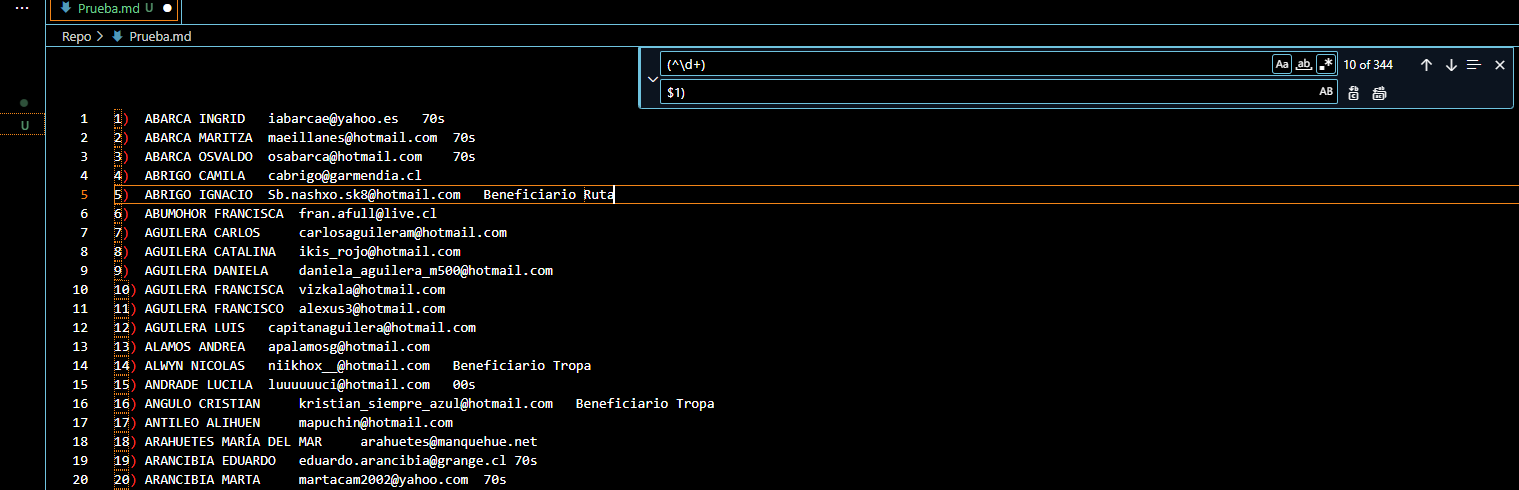 ... Prueba.md U
Repo > Prueba.md
(^\d+) Aa ab .* 10 of 344
$1) AB
U
1 1) ABARCA INGRID iabarcae@yahoo.es 70s
2 2) ABARCA MARITZA maeillanes@hotmail.com 70s
3 3) ABARCA OSVALDO osabarca@hotmail.com 70s
4 4) ABRIGO CAMILA cabrigo@garmendia.cl
5 5) ABRIGO IGNACIO Sb.nashxo.sk8@hotmail.com Beneficiario Ruta
6 6) ABUMOHOR FRANCISCA fran.afull@live.cl
7 7) AGUILERA CARLOS carlosaguileram@hotmail.com
8 8) AGUILERA CATALINA ikis_rojo@hotmail.com
9 9) AGUILERA DANIELA daniela_aguilera_m500@hotmail.com
10 10) AGUILERA FRANCISCA vizkala@hotmail.com
11 11) AGUILERA FRANCISCO alexus3@hotmail.com
12 12) AGUILERA LUIS capitanaguilera@hotmail.com
13 13) ALAMOS ANDREA apalamosg@hotmail.com
14 14) ALWYN NICOLAS niikhox__@hotmail.com Beneficiario Tropa
15 15) ANDRADE LUCILA luuuuuuci@hotmail.com 00s
16 16) ANGULO CRISTIAN kristian_siempre_azul@hotmail.com Beneficiario Tropa
17 17) ANTILEO ALIHUEN mapuchin@hotmail.com
18 18) ARAHUETES MARÍA DEL MAR arahuetes@manquehue.net
19 19) ARANCIBIA EDUARDO eduardo.arancibia@grange.cl 70s
20 20) ARANCIBIA MARTA martacam2002@yahoo.com 70s